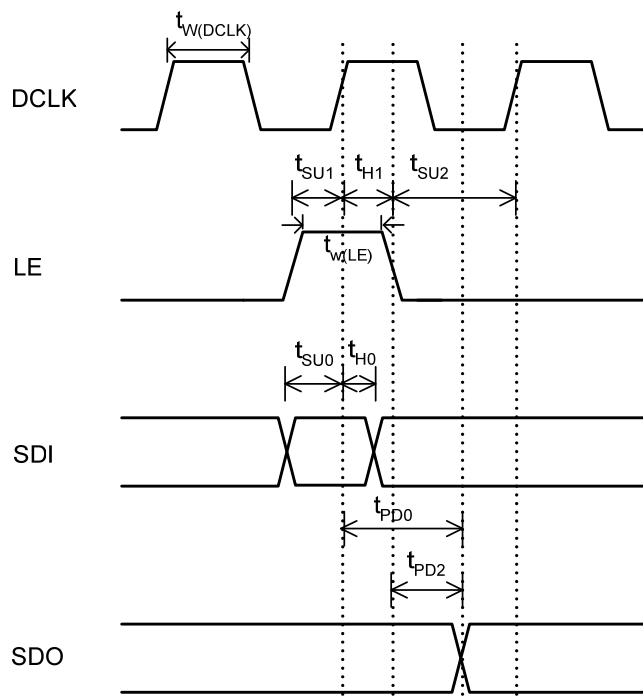 tW(DCLK)
DCLK
tSU1 tH1 tSU2
LE
tw(LE)
tSU0 tH0
SDI
tPD0
tPD2
SDO